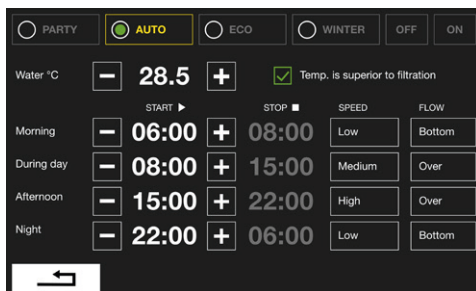 PARTY AUTO ECO WINTER OFF ON
Water °C − 28.5 + Temp. is superior to filtration
START ▶ STOP ■ SPEED FLOW
Morning − 06:00 + 08:00 Low Bottom
During day − 08:00 + 15:00 Medium Over
Afternoon − 15:00 + 22:00 High Over
Night − 22:00 + 06:00 Low Bottom